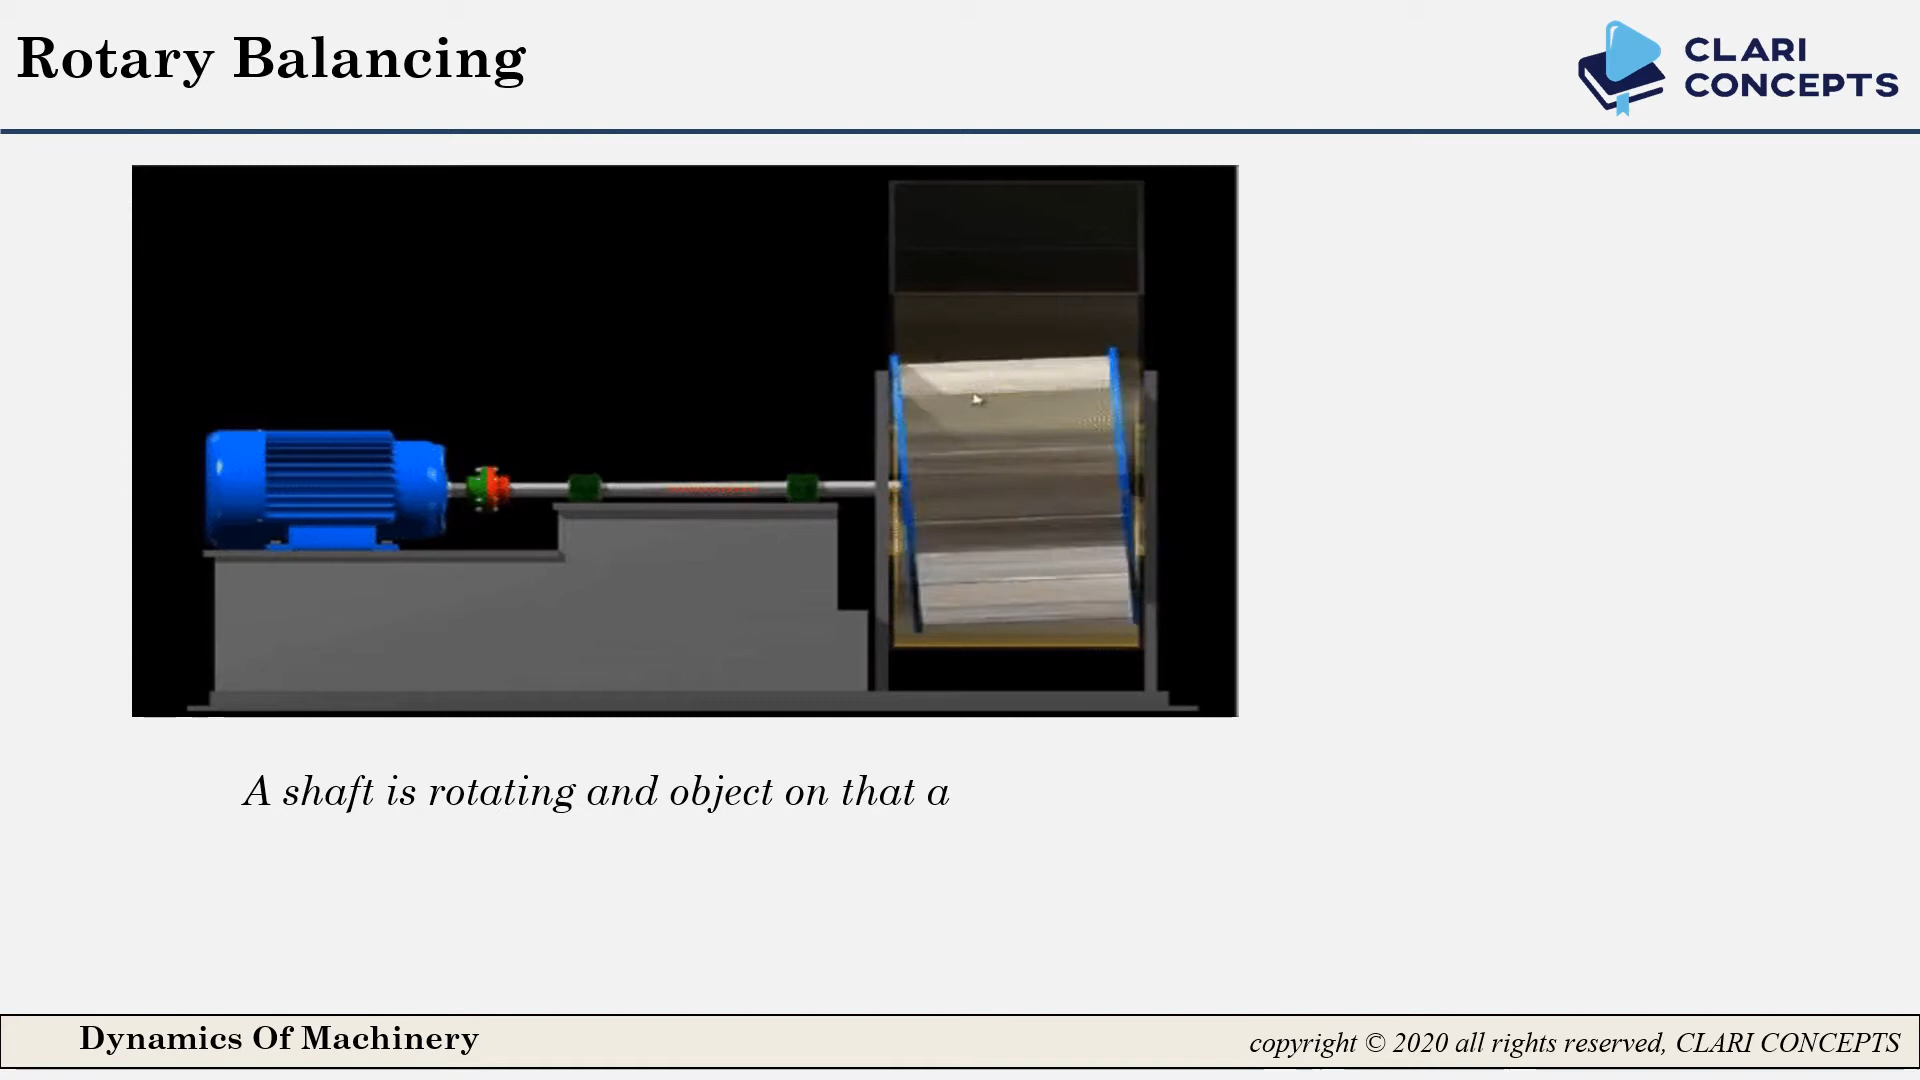 Rotary Balancing
CLARI
CONCEPTS
A shaft is rotating and object on that a
Dynamics Of Machinery
copyright © 2020 all rights reserved, CLARI CONCEPTS